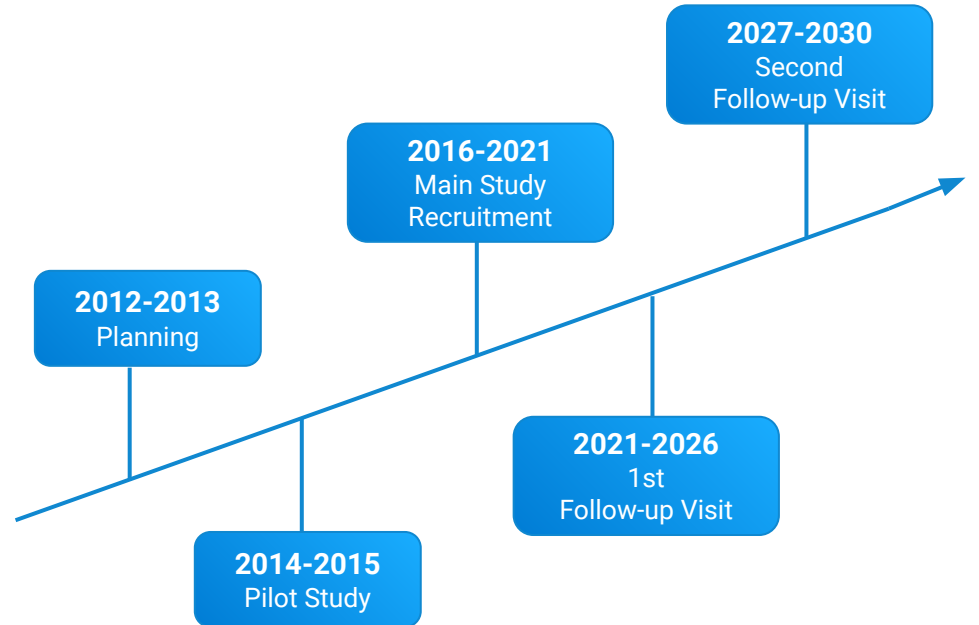 2012-2013
Planning
2014-2015
Pilot Study
2016-2021
Main Study
Recruitment
2021-2026
1st
Follow-up Visit
2027-2030
Second
Follow-up Visit